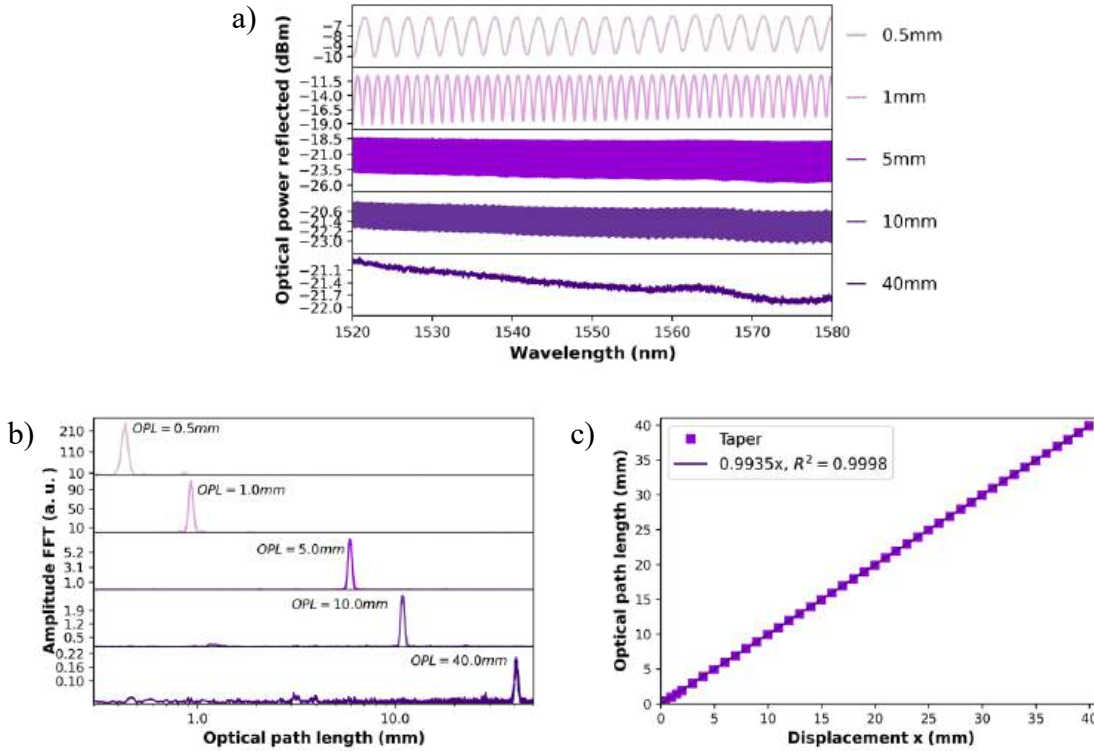 a)
Optical power reflected (dBm)
−7
−8
−9
−10
0.5mm
−11.5
−14.0
−16.5
−19.0
1mm
−18.5
−21.0
−23.5
−26.0
5mm
−20.6
−21.4
−22.2
−23.0
10mm
−21.1
−21.4
−21.7
−22.0
40mm
1520 1530 1540 1550 1560 1570 1580
Wavelength (nm)
b)
Amplitude FFT (a. u. )
210
110
10
OPL = 0.5mm
90
50
10
OPL = 1.0mm
5.2
3.1
1.0
OPL = 5.0mm
1.9
1.2
0.5
OPL = 10.0mm
0.22
0.16
0.10
OPL = 40.0mm
1.0 10.0
Optical path length (mm)
c)
Optical path length (mm)
40
35
30
25
20
15
10
5
0
Taper
0.9935x, R² = 0.9998
0 5 10 15 20 25 30 35 40
Displacement x (mm)